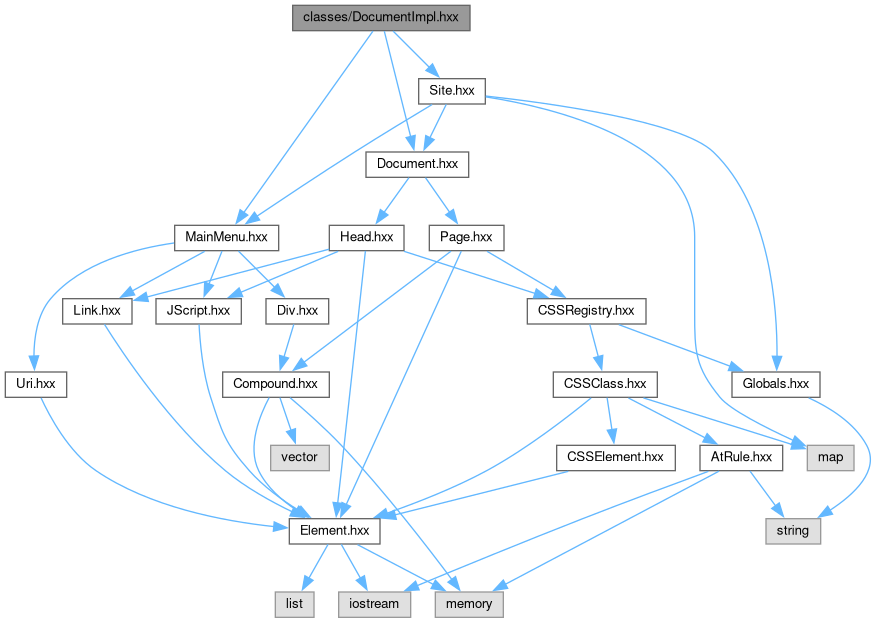 classes/DocumentImpl.hxx
Site.hxx
Document.hxx
MainMenu.hxx
Head.hxx
Page.hxx
Link.hxx
JScript.hxx
Div.hxx
CSSRegistry.hxx
Uri.hxx
Compound.hxx
CSSClass.hxx
Globals.hxx
vector
CSSElement.hxx
AtRule.hxx
map
Element.hxx
string
list
iostream
memory